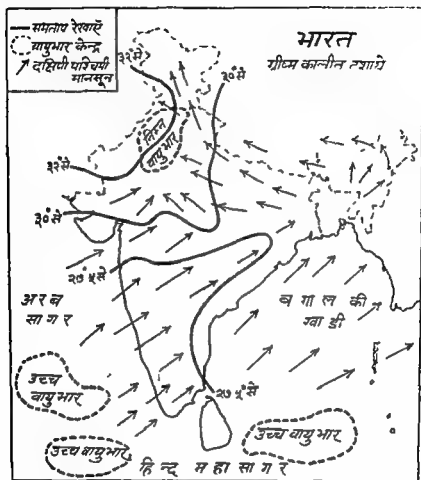 समताप रेखाएँ
वायुभार केन्द्र
दक्षिणी पश्चिमी
मानसून
भारत
ग्रीष्म कालीन दशाये
३२° से
३०° से
निम्न
वायुभार
३२° से
३०° से
२७.५° से
अरब
सागर
बगाल की
खाडी
२७.५° से
उच्च
वायुभार
उच्च वायुभार
उच्च वायुभार
हिन्द महासागर